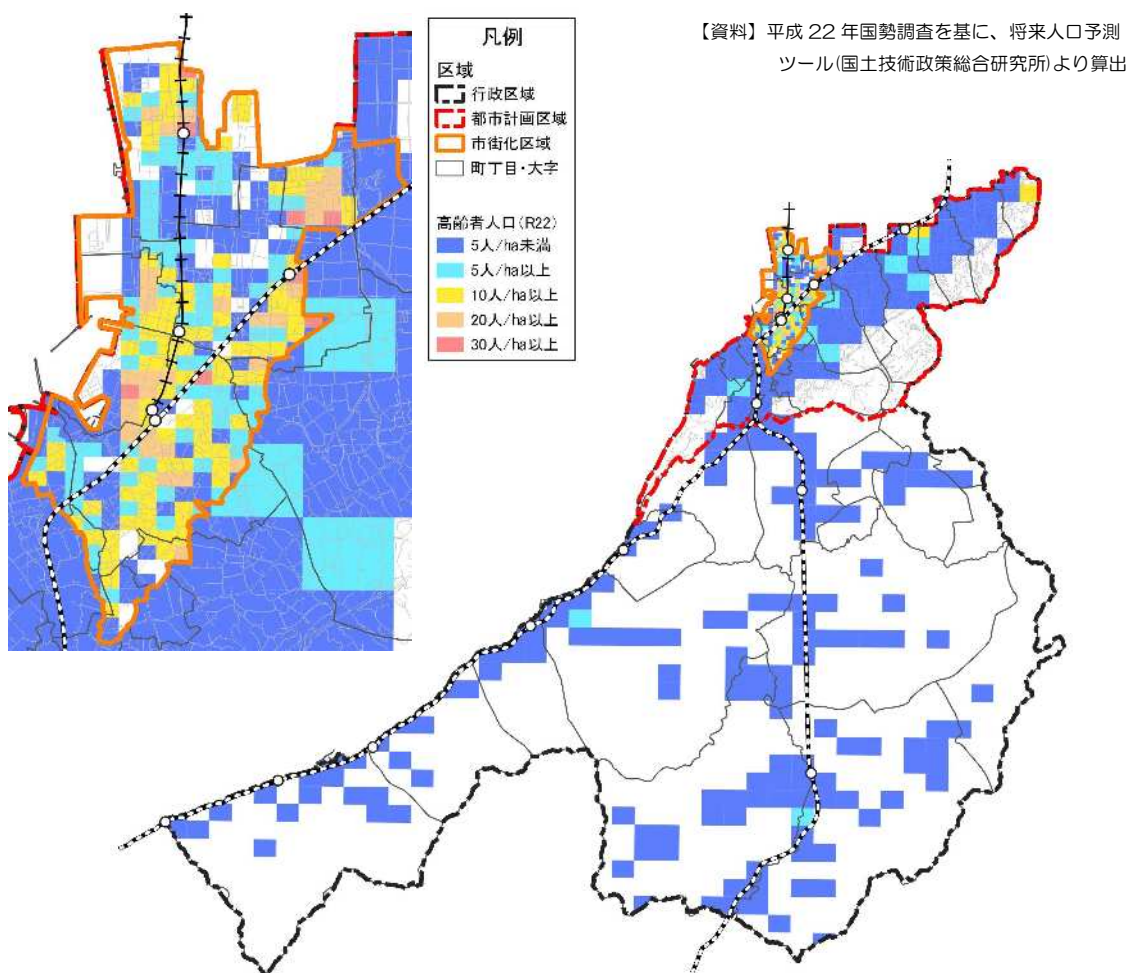 【資料】平成 22 年国勢調査を基に、将来人口予測
ツール(国土技術政策総合研究所)より算出
凡例
区域
行政区域
都市計画区域
市街化区域
町丁目・大字
高齢者人口(R22)
5人/ha未満
5人/ha以上
10人/ha以上
20人/ha以上
30人/ha以上